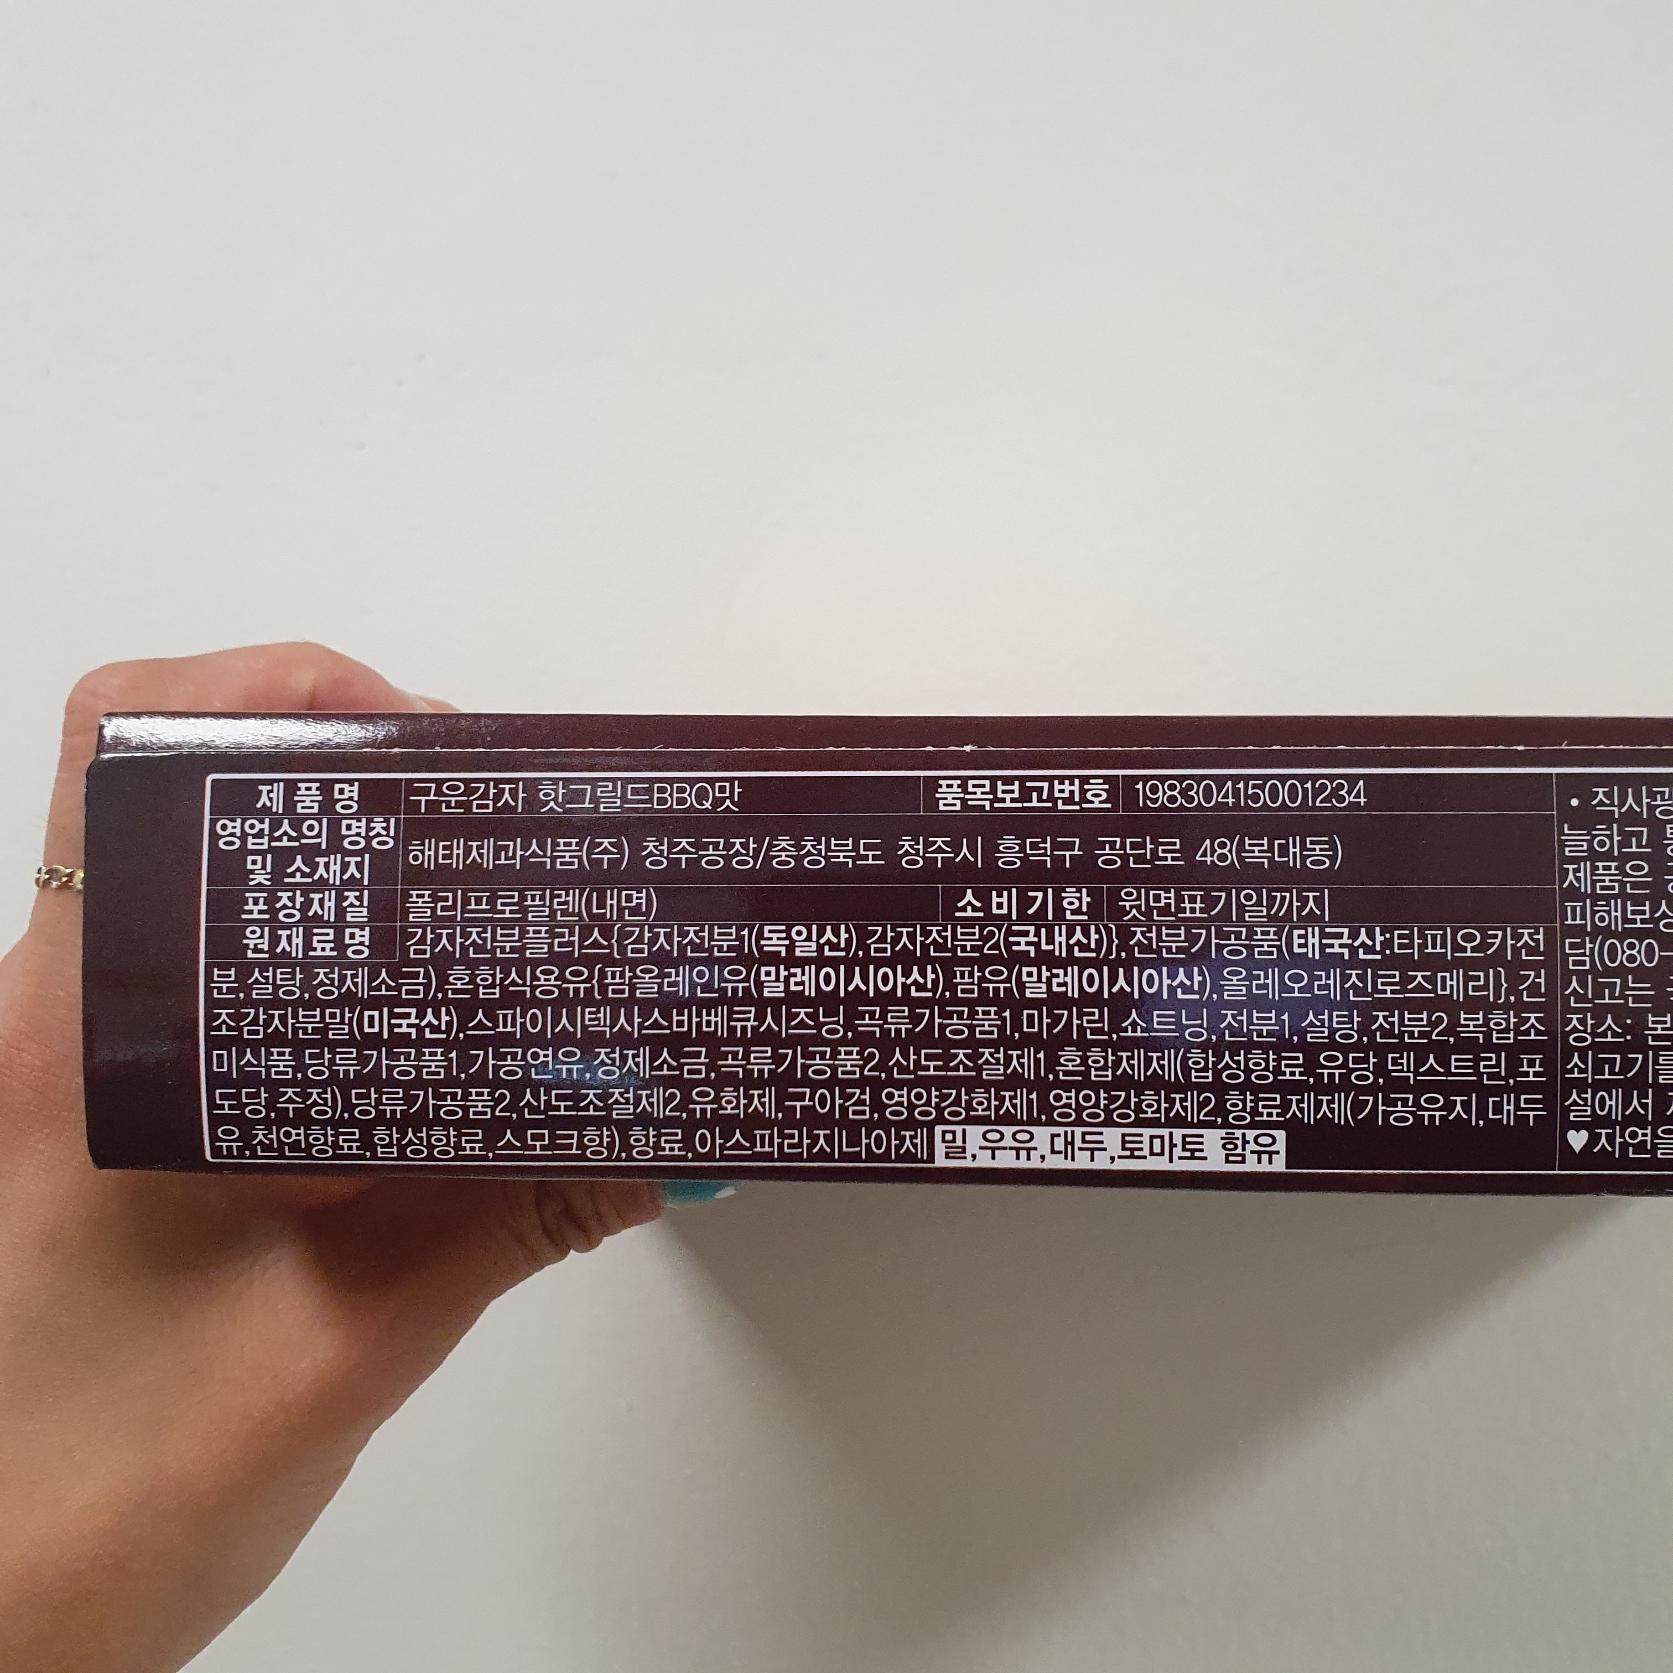 제품명 구운감자 핫그릴드BBQ맛 품목보고번호 19830415001234
영업소의 명칭
및 소재지
해태제과식품(주) 청주공장/충청북도 청주시 흥덕구 공단로 48(복대동)
포장재질 폴리프로필렌(내면) 소비기한 윗면표기일까지
원재료명 감자전분플러스{감자전분1(독일산),감자전분2(국내산)},전분가공품(태국산:타피오카전
분,설탕,정제소금),혼합식용유{팜올레인유(말레이시아산),팜유(말레이시아산),올레오레진로즈메리},건
조감자분말(미국산),스파이시텍사스바베큐시즈닝,곡류가공품1,마가린,쇼트닝,전분1,설탕,전분2,복합조
미식품,당류가공품1,가공연유,정제소금,곡류가공품2,산도조절제1,혼합제제(합성향료,유당,덱스트린,포
도당,주정),당류가공품2,산도조절제2,유화제,구아검,영양강화제1,영양강화제2,향료제제(가공유지,대두
유,천연향료,합성향료,스모크향),향료,아스파라지나아제 밀,우유,대두,토마토 함유
• 직사광
늘하고
제품은
피해보상
담(080-
신고는
장소: 본
쇠고기를
설에서
♥자연을